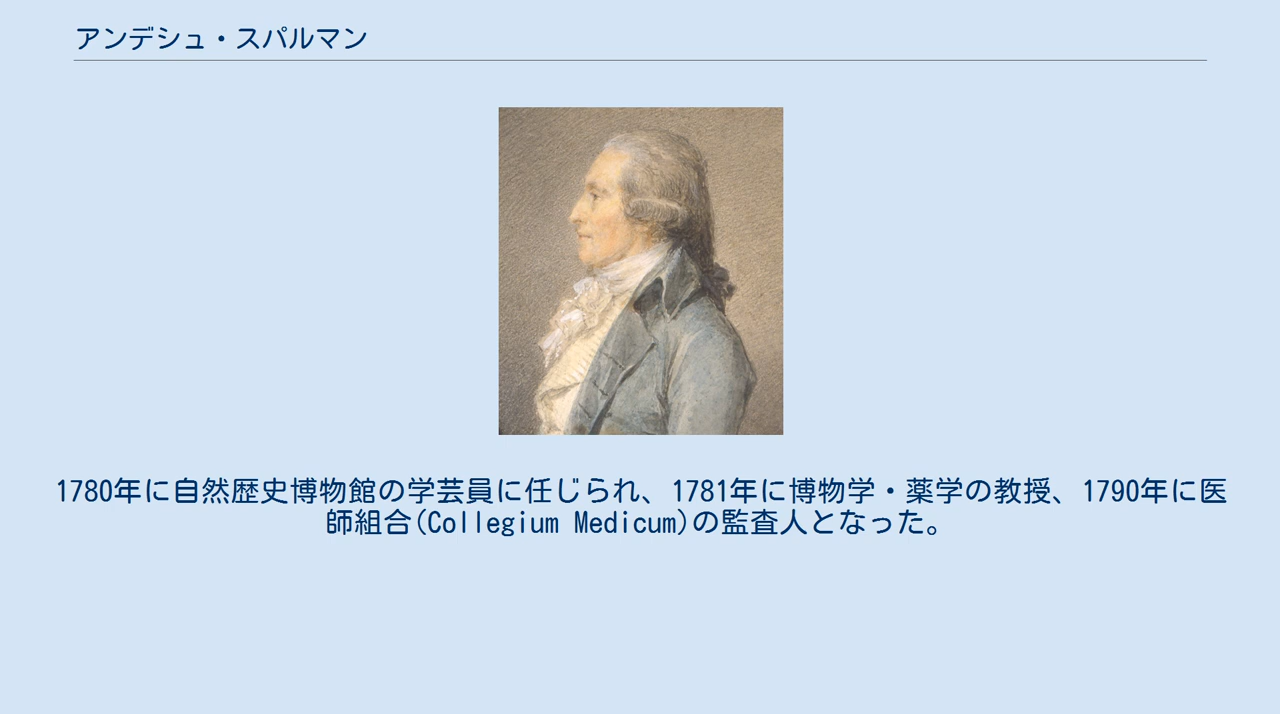 アンデシュ・スパルマン
1780年に自然歴史博物館の学芸員に任じられ、1781年に博物学・薬学の教授、1790年に医
師組合(Collegium Medicum)の監査人となった。